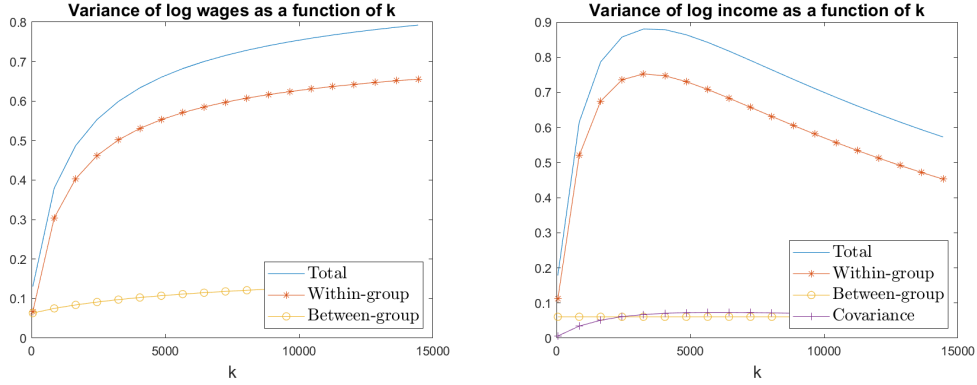 Variance of log wages as a function of k
0.8
0.7
0.6
0.5
0.4
0.3
0.2
0.1
0
Total
Within-group
Between-group
0
5000
10000
15000
k
Variance of log income as a function of k
0.9
0.8
0.7
0.6
0.5
0.4
0.3
0.2
0.1
0
Total
Within-group
Between-group
Covariance
0
5000
10000
15000
k